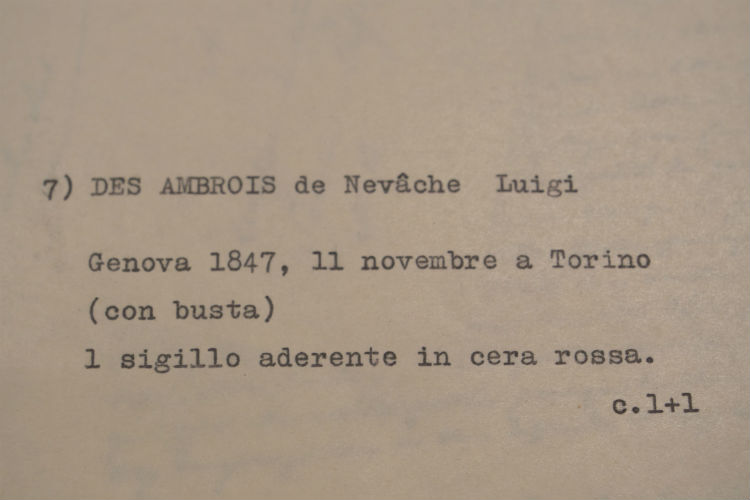 7) DES AMBROIS de Nevâche Luigi
Genova 1847, 11 novembre a Torino
(con busta)
1 sigillo aderente in cera rossa.
c.1+1